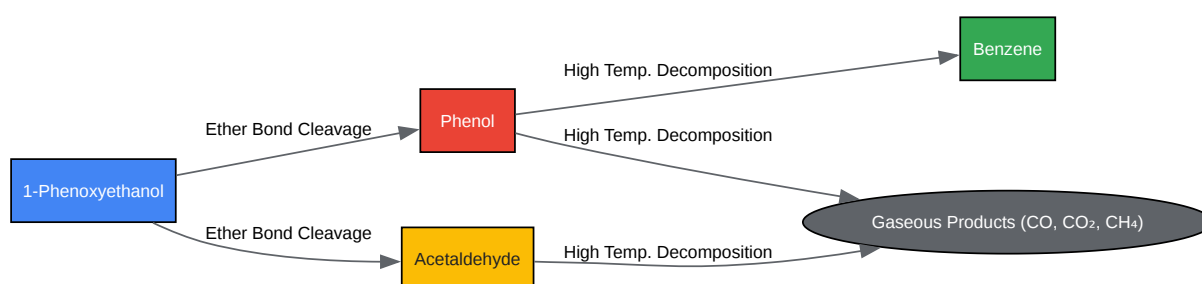 Benzene
High Temp. Decomposition
Phenol
Ether Bond Cleavage
High Temp. Decomposition
1-Phenoxyethanol
Gaseous Products (CO, CO₂, CH₄)
Ether Bond Cleavage
High Temp. Decomposition
Acetaldehyde